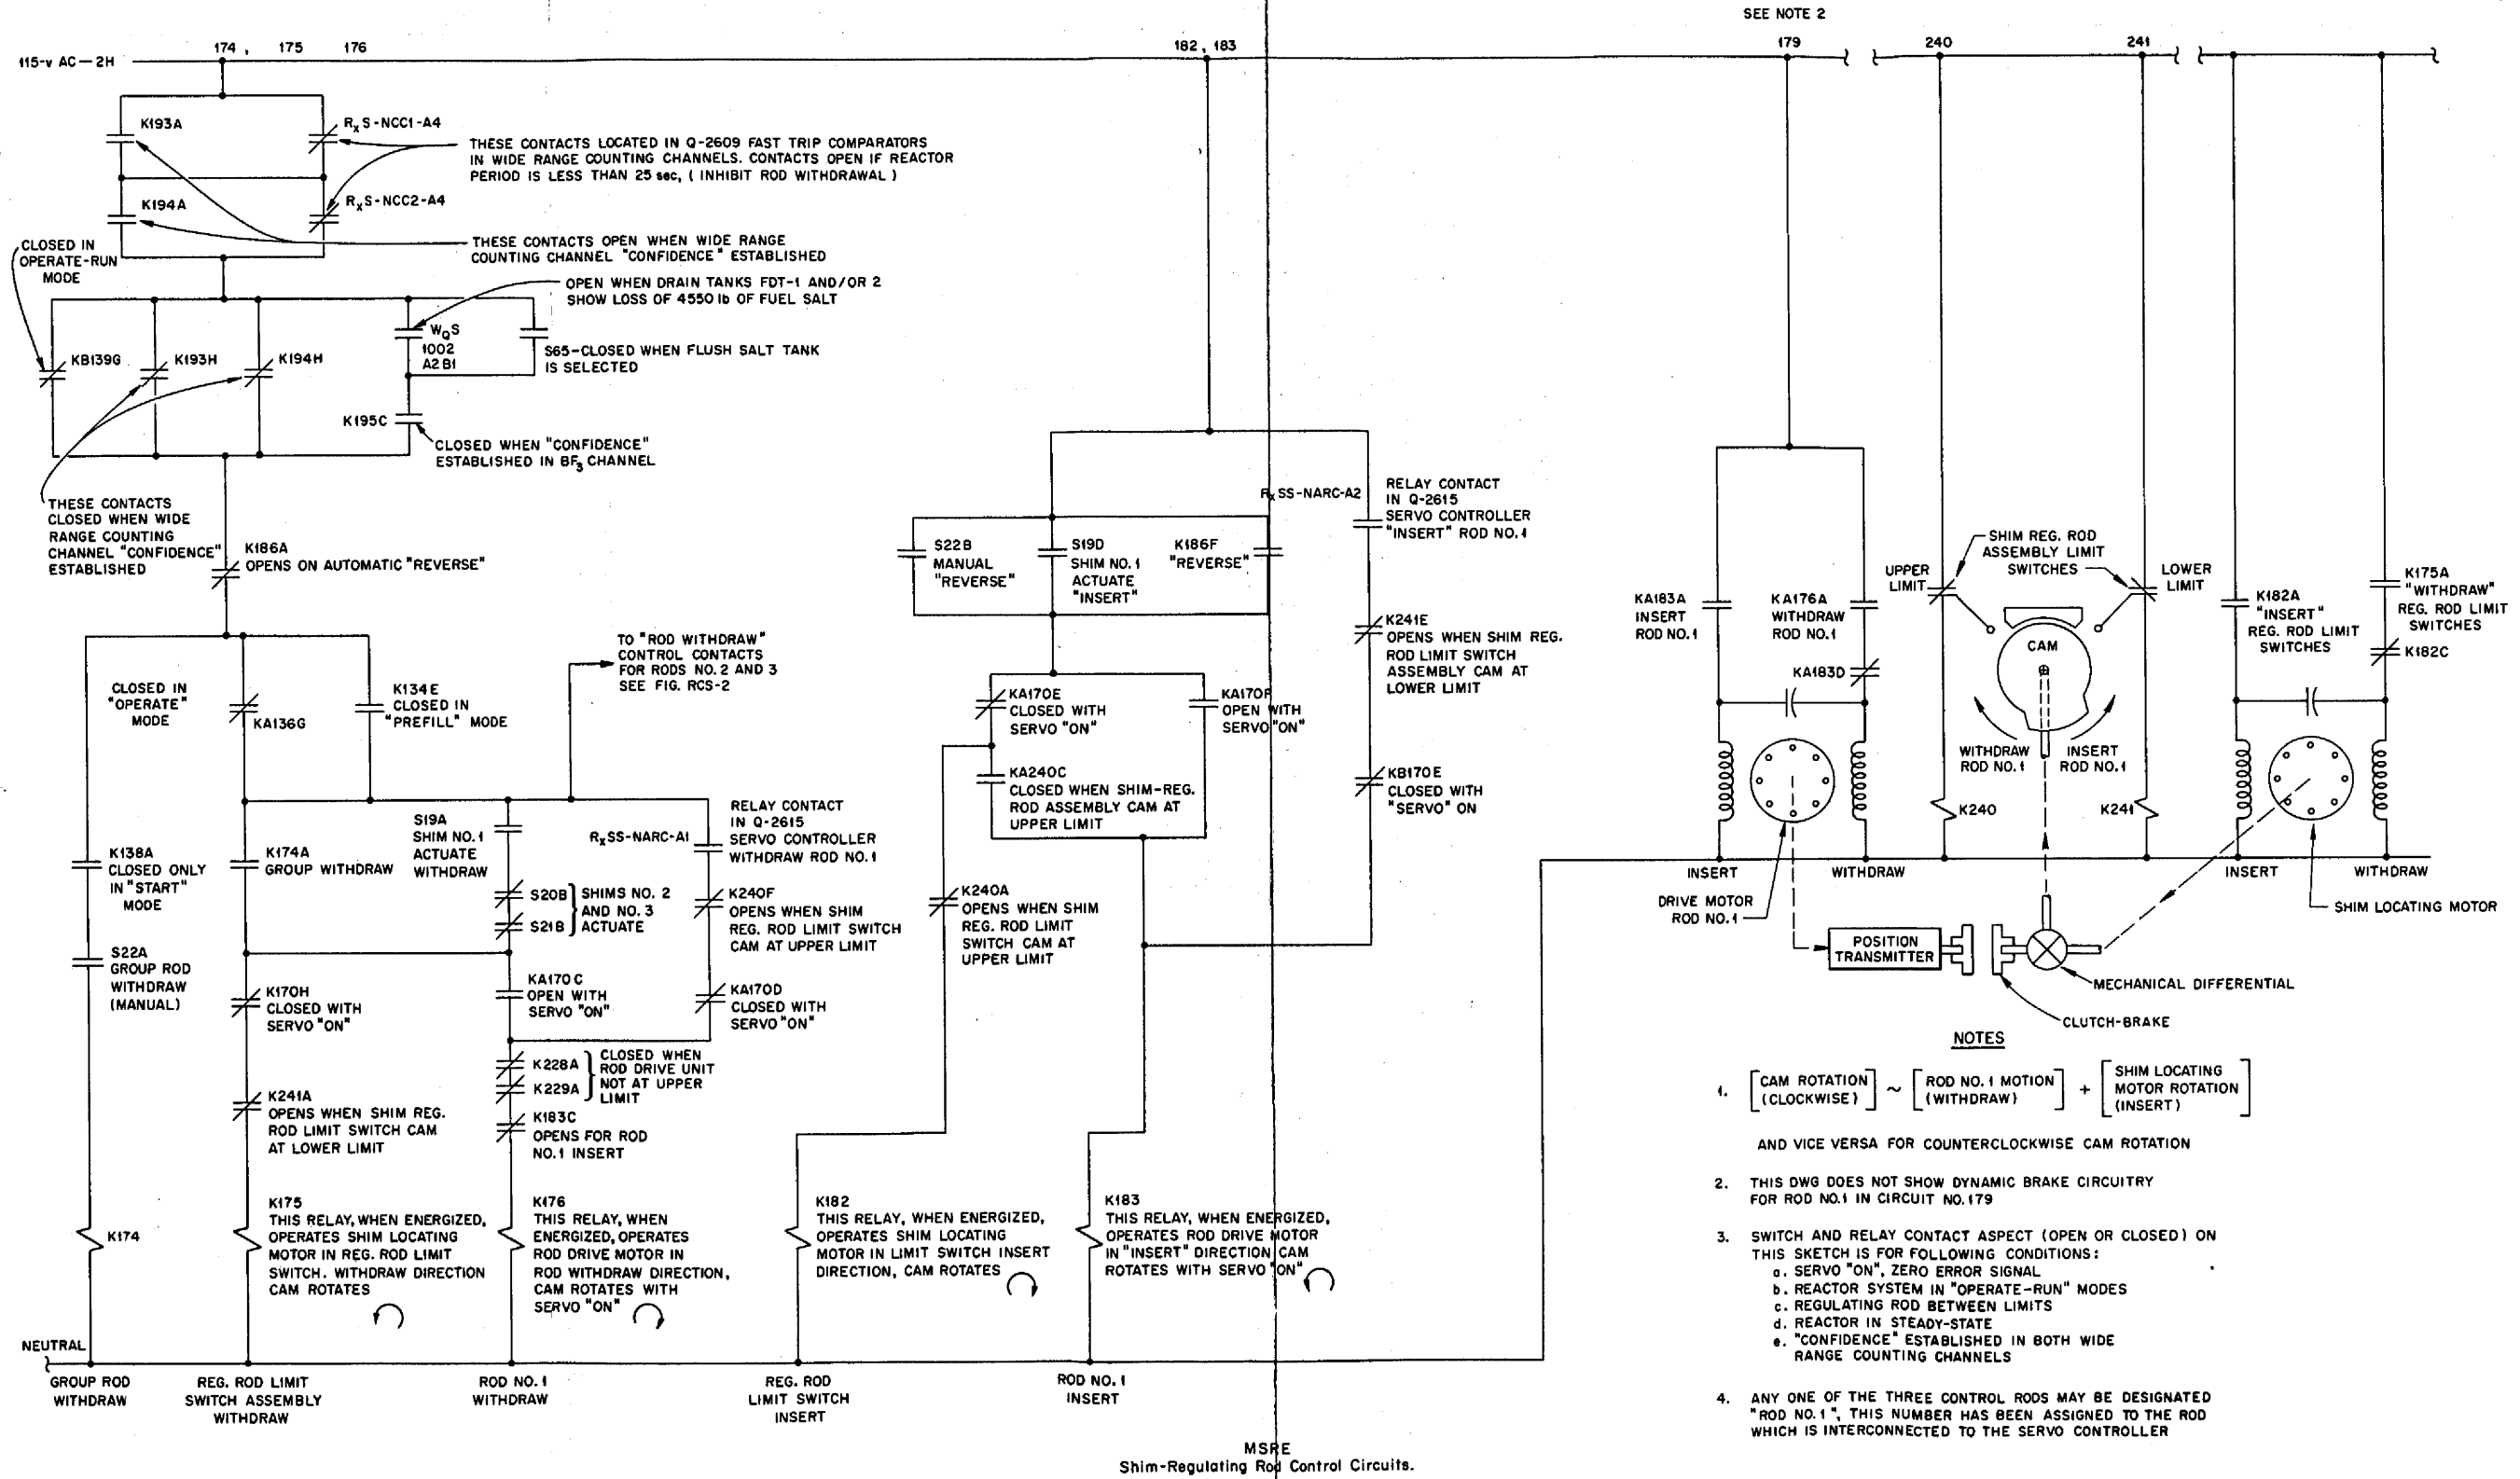 SEE NOTE 2
174, 175 176
182, 183
179
240
241
115-v AC—2H
K193A
RxS-NCC1-A4
THESE CONTACTS LOCATED IN Q-2609 FAST TRIP COMPARATORS
IN WIDE RANGE COUNTING CHANNELS. CONTACTS OPEN IF REACTOR
PERIOD IS LESS THAN 25 sec, (INHIBIT ROD WITHDRAWAL)
K194A
RxS-NCC2-A4
THESE CONTACTS OPEN WHEN WIDE RANGE
COUNTING CHANNEL "CONFIDENCE" ESTABLISHED
CLOSED IN
OPERATE-RUN
MODE
OPEN WHEN DRAIN TANKS FDT-1 AND/OR 2
SHOW LOSS OF 4550 lb OF FUEL SALT
KB139G
K193H
K194H
WQS
1002
A2B1
S65-CLOSED WHEN FLUSH SALT TANK
IS SELECTED
K195C
CLOSED WHEN "CONFIDENCE"
ESTABLISHED IN BF3 CHANNEL
THESE CONTACTS
CLOSED WHEN WIDE
RANGE COUNTING
CHANNEL "CONFIDENCE"
ESTABLISHED
K186A
OPENS ON AUTOMATIC "REVERSE"
CLOSED IN
"OPERATE"
MODE
KA136G
K134E
CLOSED IN
"PREFILL" MODE
TO "ROD WITHDRAW"
CONTROL CONTACTS
FOR RODS NO. 2 AND 3
SEE FIG. RCS-2
K138A
CLOSED ONLY
IN "START"
MODE
K174A
GROUP WITHDRAW
S19A
SHIM NO. 1
ACTUATE
WITHDRAW
S20B
S21B
SHIMS NO. 2
AND NO. 3
ACTUATE
RxSS-NARC-A1
RELAY CONTACT
IN Q-2615
SERVO CONTROLLER
WITHDRAW ROD NO. 1
K240F
OPENS WHEN SHIM
REG. ROD LIMIT SWITCH
CAM AT UPPER LIMIT
S22A
GROUP ROD
WITHDRAW
(MANUAL)
K170H
CLOSED WITH
SERVO "ON"
KA170C
OPEN WITH
SERVO "ON"
KA170D
CLOSED WITH
SERVO "ON"
K228A
K229A
CLOSED WHEN
ROD DRIVE UNIT
NOT AT UPPER
LIMIT
K241A
OPENS WHEN SHIM REG.
ROD LIMIT SWITCH CAM
AT LOWER LIMIT
K183C
OPENS FOR ROD
NO. 1 INSERT
K174
K175
THIS RELAY, WHEN ENERGIZED,
OPERATES SHIM LOCATING
MOTOR IN REG. ROD LIMIT
SWITCH. WITHDRAW DIRECTION
CAM ROTATES
K176
THIS RELAY, WHEN
ENERGIZED, OPERATES
ROD DRIVE MOTOR IN
ROD WITHDRAW DIRECTION,
CAM ROTATES WITH
SERVO "ON"
S22B
MANUAL
"REVERSE"
S19D
SHIM NO. 1
ACTUATE
"INSERT"
K186F
"REVERSE"
RxSS-NARC-A2
RELAY CONTACT
IN Q-2615
SERVO CONTROLLER
"INSERT" ROD NO. 1
K241E
OPENS WHEN SHIM REG.
ROD LIMIT SWITCH
ASSEMBLY CAM AT
LOWER LIMIT
KA170E
CLOSED WITH
SERVO "ON"
KA170F
OPEN WITH
SERVO "ON"
KA240C
CLOSED WHEN SHIM-REG.
ROD ASSEMBLY CAM AT
UPPER LIMIT
KB170E
CLOSED WITH
"SERVO" ON
K240A
OPENS WHEN SHIM
REG. ROD LIMIT
SWITCH CAM AT
UPPER LIMIT
K182
THIS RELAY, WHEN ENERGIZED,
OPERATES SHIM LOCATING
MOTOR IN LIMIT SWITCH INSERT
DIRECTION, CAM ROTATES
K183
THIS RELAY, WHEN ENERGIZED,
OPERATES ROD DRIVE MOTOR
IN "INSERT" DIRECTION CAM
ROTATES WITH SERVO "ON"
NEUTRAL
GROUP ROD
WITHDRAW
REG. ROD LIMIT
SWITCH ASSEMBLY
WITHDRAW
ROD NO. 1
WITHDRAW
REG. ROD
LIMIT SWITCH
INSERT
ROD NO. 1
INSERT
KA183A
INSERT
ROD NO. 1
KA176A
WITHDRAW
ROD NO. 1
KA183D
UPPER
LIMIT
SHIM REG. ROD
ASSEMBLY LIMIT
SWITCHES
LOWER
LIMIT
CAM
WITHDRAW
ROD NO. 1
INSERT
ROD NO. 1
K240
K241
K182A
"INSERT"
REG. ROD LIMIT
SWITCHES
K175A
"WITHDRAW"
REG. ROD LIMIT
SWITCHES
K182C
INSERT
WITHDRAW
INSERT
WITHDRAW
DRIVE MOTOR
ROD NO. 1
SHIM LOCATING MOTOR
POSITION
TRANSMITTER
MECHANICAL DIFFERENTIAL
CLUTCH-BRAKE
NOTES
1. [CAM ROTATION (CLOCKWISE)] ~ [ROD NO. 1 MOTION (WITHDRAW)] + [SHIM LOCATING MOTOR ROTATION (INSERT)]
AND VICE VERSA FOR COUNTERCLOCKWISE CAM ROTATION
2. THIS DWG DOES NOT SHOW DYNAMIC BRAKE CIRCUITRY
FOR ROD NO. 1 IN CIRCUIT NO. 179
3. SWITCH AND RELAY CONTACT ASPECT (OPEN OR CLOSED) ON
THIS SKETCH IS FOR FOLLOWING CONDITIONS:
a. SERVO "ON", ZERO ERROR SIGNAL
b. REACTOR SYSTEM IN "OPERATE-RUN" MODES
c. REGULATING ROD BETWEEN LIMITS
d. REACTOR IN STEADY-STATE
e. "CONFIDENCE" ESTABLISHED IN BOTH WIDE
RANGE COUNTING CHANNELS
4. ANY ONE OF THE THREE CONTROL RODS MAY BE DESIGNATED
"ROD NO. 1", THIS NUMBER HAS BEEN ASSIGNED TO THE ROD
WHICH IS INTERCONNECTED TO THE SERVO CONTROLLER
MSRE
Shim-Regulating Rod Control Circuits.